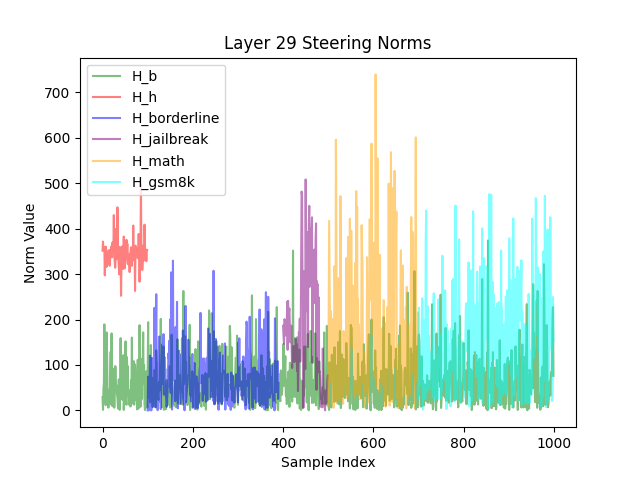 Layer 29 Steering Norms
H_b
H_h
H_borderline
H_jailbreak
H_math
H_gsm8k
700
600
500
400
300
200
100
0
Norm Value
0 200 400 600 800 1000
Sample Index